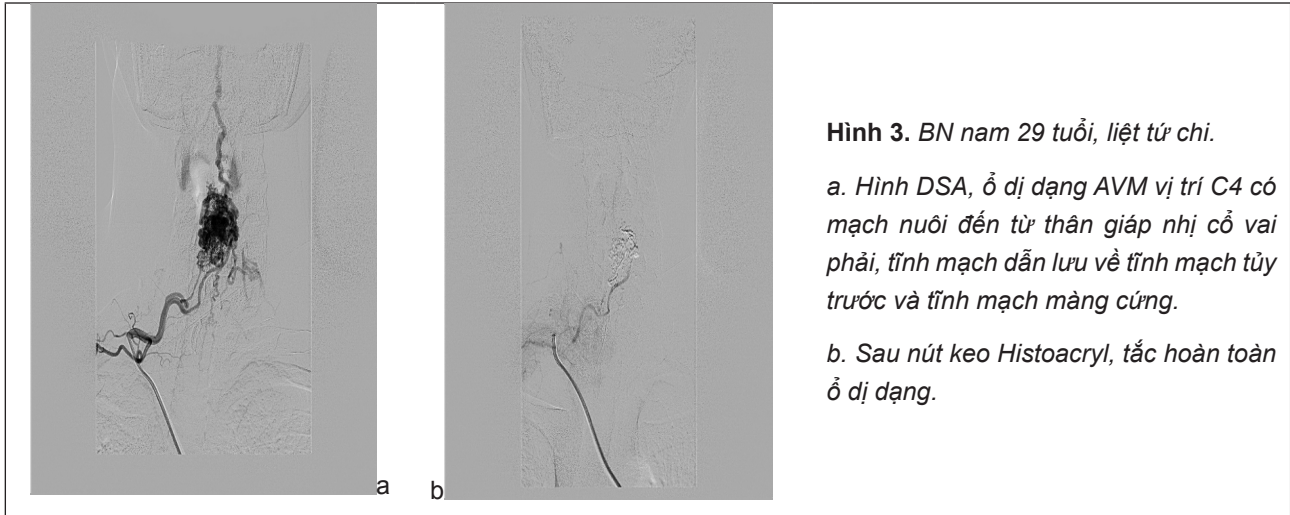 a
b
Hình 3. BN nam 29 tuổi, liệt tứ chi.
a. Hình DSA, ổ dị dạng AVM vị trí C4 có
mạch nuôi đến từ thân giáp nhị cổ vai
phải, tĩnh mạch dẫn lưu về tĩnh mạch tủy
trước và tĩnh mạch màng cứng.
b. Sau nút keo Histoacryl, tắc hoàn toàn
ổ dị dạng.